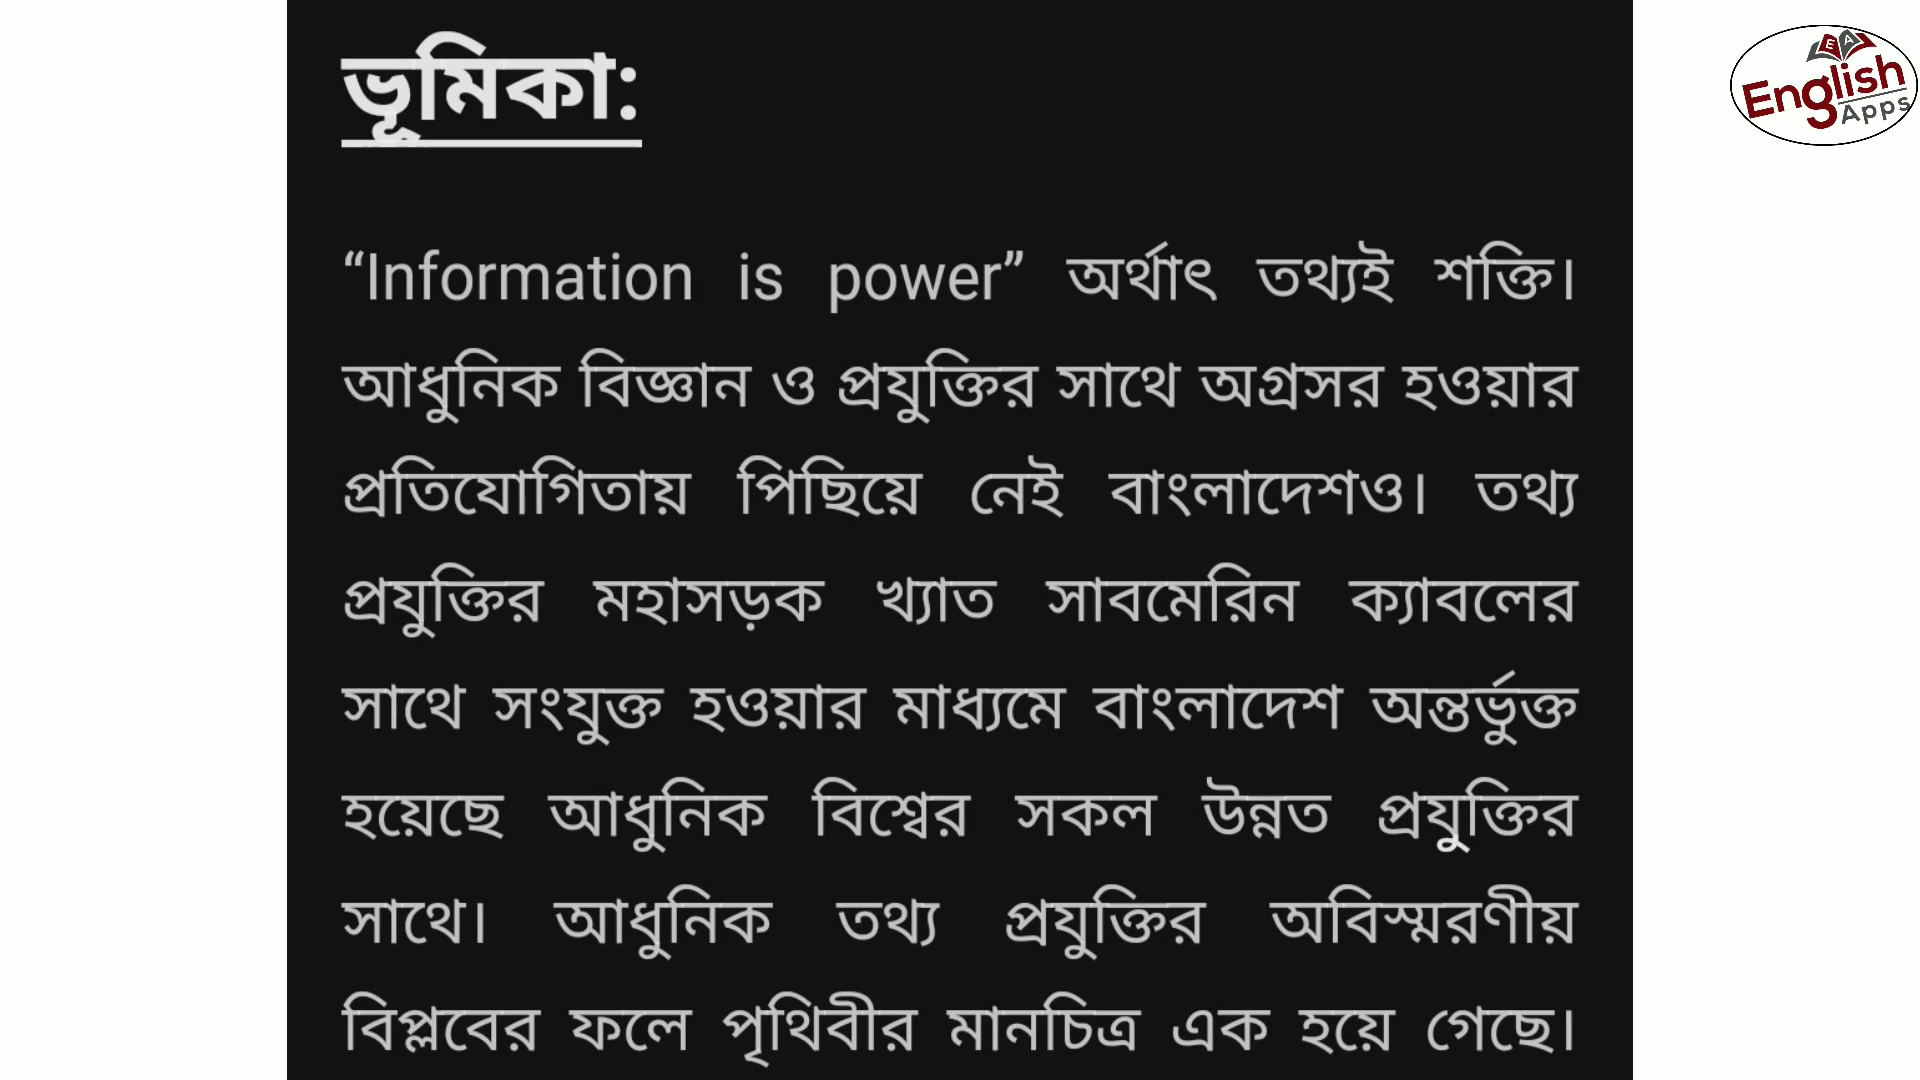 ভূমিকা:
“Information is power” অর্থাৎ তথ্যই শক্তি।
আধুনিক বিজ্ঞান ও প্রযুক্তির সাথে অগ্রসর হওয়ার
প্রতিযোগিতায় পিছিয়ে নেই বাংলাদেশও। তথ্য
প্রযুক্তির মহাসড়ক খ্যাত সাবমেরিন ক্যাবলের
সাথে সংযুক্ত হওয়ার মাধ্যমে বাংলাদেশ অন্তর্ভুক্ত
হয়েছে আধুনিক বিশ্বের সকল উন্নত প্রযুক্তির
সাথে। আধুনিক তথ্য প্রযুক্তির অবিস্মরণীয়
বিপ্লবের ফলে পৃথিবীর মানচিত্র এক হয়ে গেছে।
E A
English
Apps